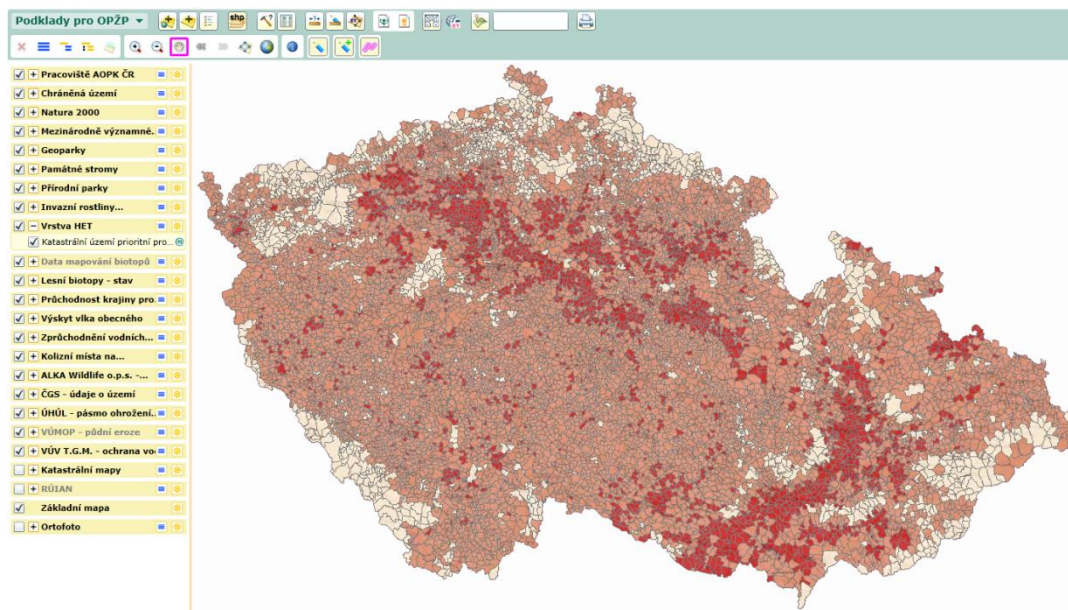 Podklady pro OPŽP
shp
Pracoviště AOPK ČR
Chráněná území
Natura 2000
Mezinárodně významné..
Geoparky
Památné stromy
Přírodní parky
Invazní rostliny...
Vrstva HET
Katastrální území prioritní pro...
Data mapování biotopů
Lesní biotopy - stav
Průchodnost krajiny pro.
Výskyt vlka obecného
Zprůchodnění vodních...
Kolizní místa na...
ALKA Wildlife o.p.s. -...
ČGS - údaje o území
ÚHÚL - pásmo ohrožení.
VÚMOP - půdní eroze
VÚV T.G.M. - ochrana vo
Katastrální mapy
RÚIAN
Základní mapa
Ortofoto